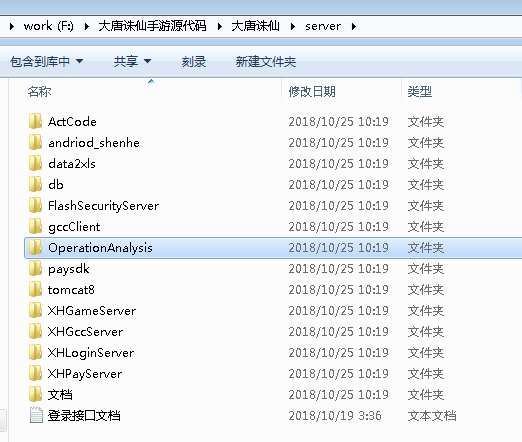 work (F:) 大唐诛仙手游源代码 大唐诛仙 server
包含到库中 共享 刻录 新建文件夹
名称 修改日期 类型
ActCode 2018/10/25 10:19 文件夹
andriod_shenhe 2018/10/25 10:19 文件夹
data2xls 2018/10/25 10:19 文件夹
db 2018/10/25 10:19 文件夹
FlashSecurityServer 2018/10/25 10:19 文件夹
gccClient 2018/10/25 10:19 文件夹
OperationAnalysis 2018/10/25 10:19 文件夹
paysdk 2018/10/25 10:19 文件夹
tomcat8 2018/10/25 10:19 文件夹
XHGameServer 2018/10/25 10:19 文件夹
XHGccServer 2018/10/25 10:19 文件夹
XHLoginServer 2018/10/25 10:19 文件夹
XHPayServer 2018/10/25 10:19 文件夹
文档 2018/10/25 10:19 文件夹
登录接口文档 2018/10/19 3:36 文本文档